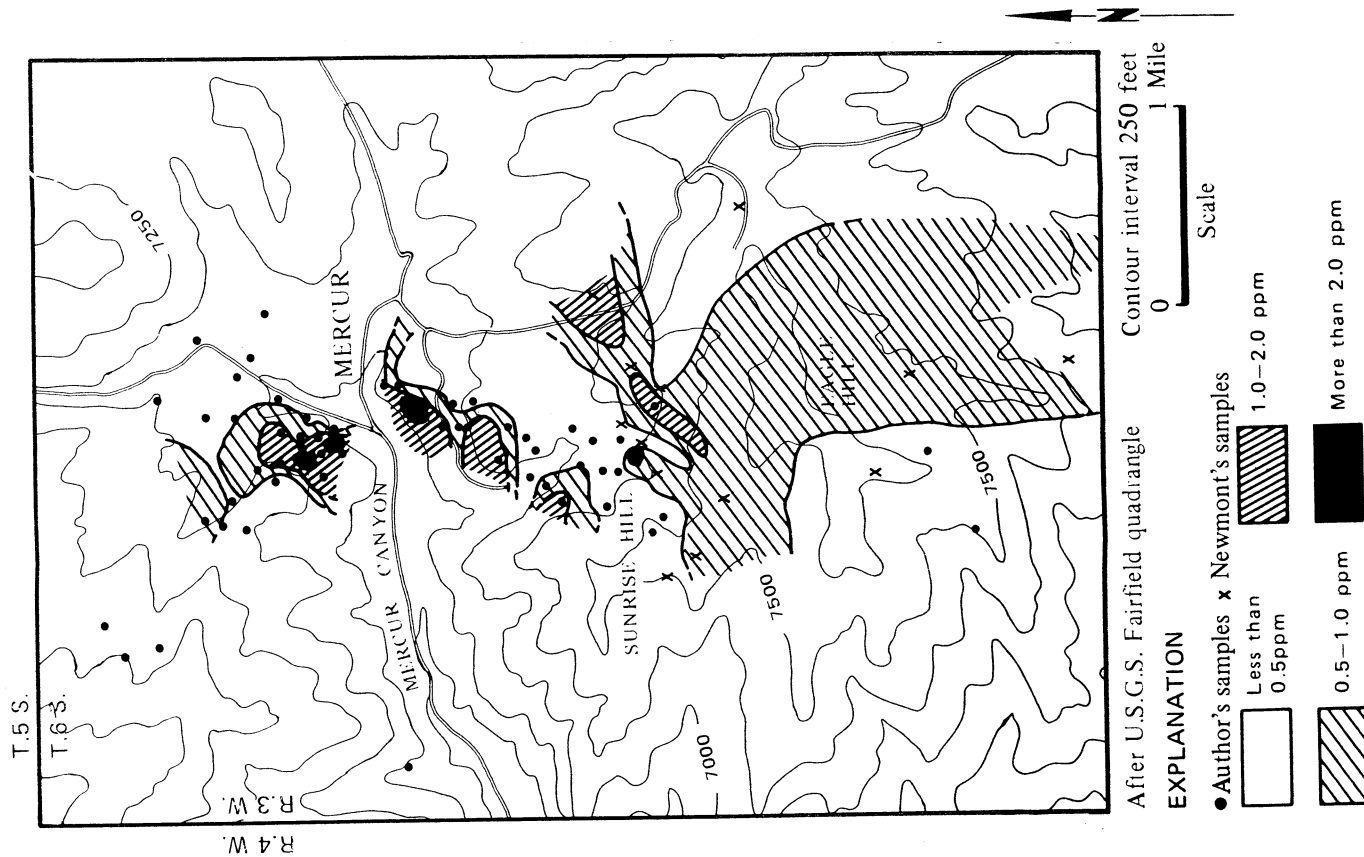 T.5 S.
T.6 S.
R.4 W.
R.3 W.
N
7250
MERCUR
MERCUR CANYON
SUNRISE HILL
EAGLE
HILL
7500
7500
7000
After U.S.G.S. Fairfield quadrangle
Contour interval 250 feet
0 1 Mile
Scale
EXPLANATION
● Author's samples x Newmont's samples
Less than
0.5ppm
1.0–2.0 ppm
0.5–1.0 ppm
More than 2.0 ppm